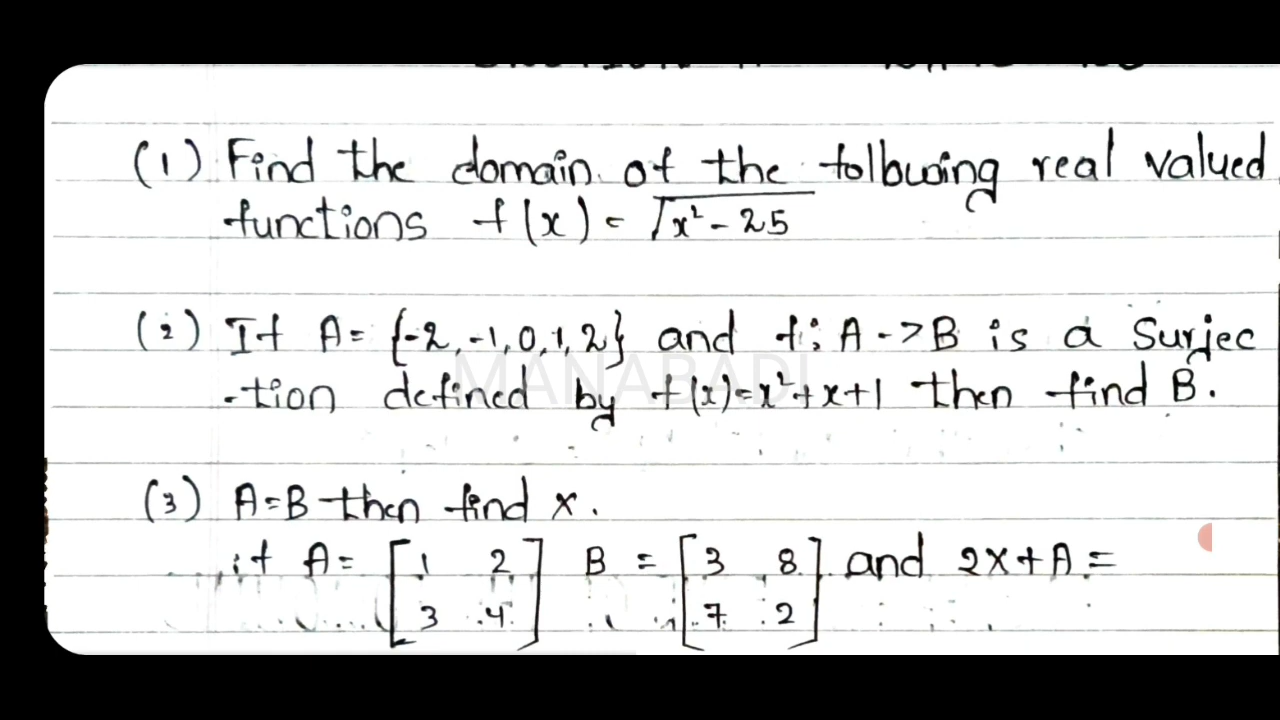 (1) Find the domain of the following real valued
functions f(x) = √x² - 25
(2) If A = {-2, -1, 0, 1, 2} and f: A -> B is a Surjec
-tion defined by f(x) = x² + x + 1 then find B.
MANABADI
(3) A = B then find x.
if A = [1 2 B = [3 8] and 2x + A =
3 4] 7 2]